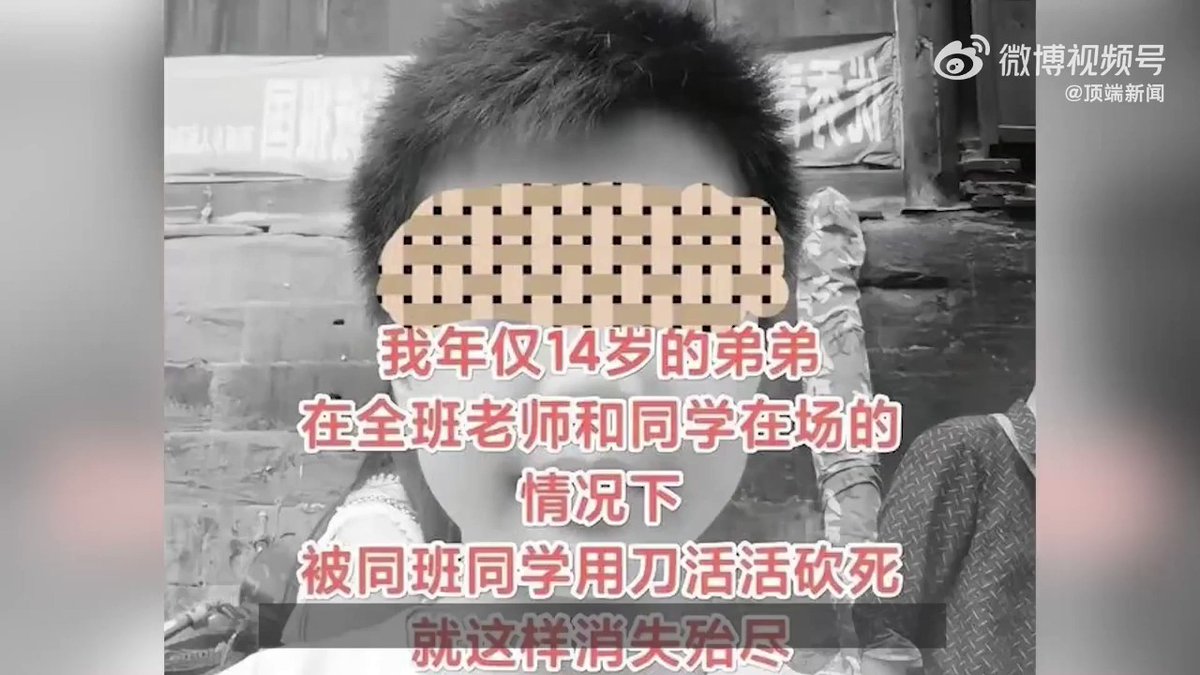 微博视频号
@顶端新闻
我年仅14岁的弟弟
在全班老师和同学在场的
情况下
被同班同学用刀活活砍死
就这样消失殆尽